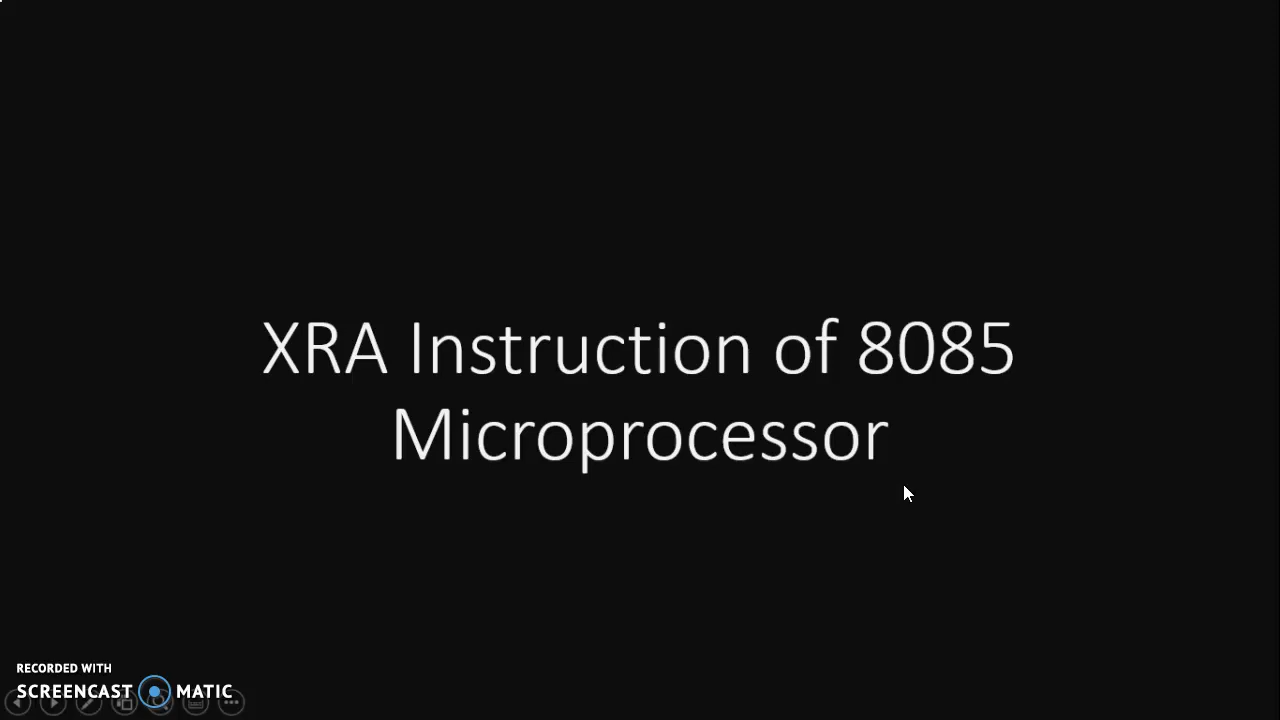 XRA Instruction of 8085
Microprocessor
RECORDED WITH
SCREENCAST MATIC